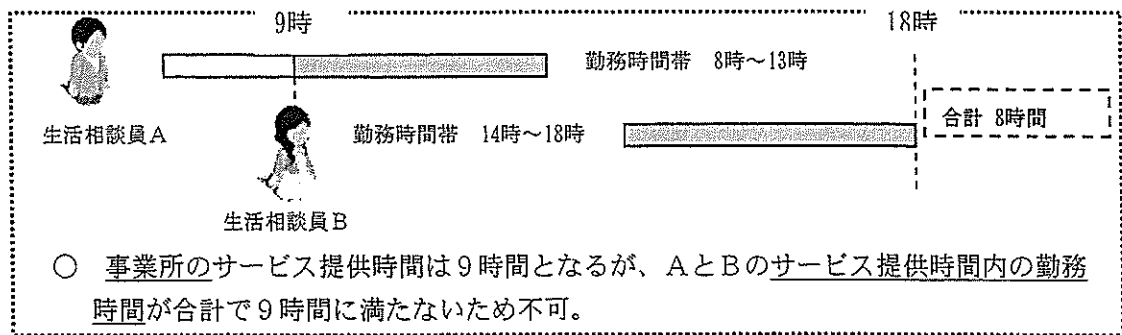 9時
18時
勤務時間帯 8時～13時
生活相談員A
勤務時間帯 14時～18時
合計 8時間
生活相談員B
○ 事業所のサービス提供時間は9時間となるが、AとBのサービス提供時間内の勤務
時間が合計で9時間に満たないため不可。